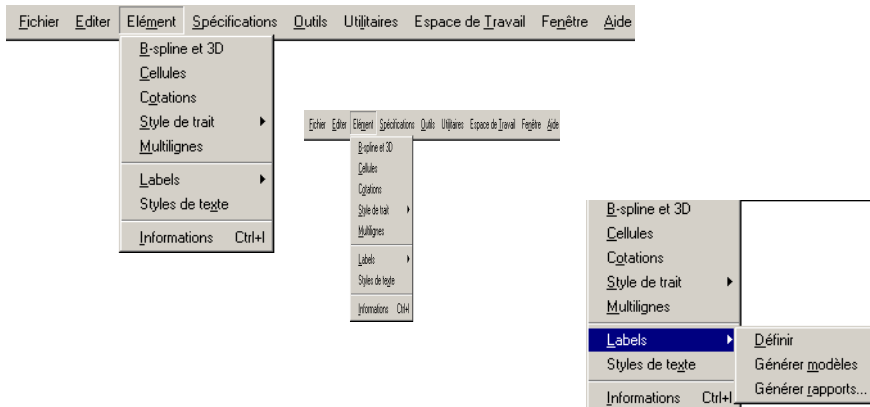 Fichier Editer Elément Spécifications Outils Utilitaires Espace de Travail Fenêtre Aide
B-spline et 3D
Cellules
Cotations
Style de trait
Multilignes
Labels
Styles de texte
Informations Ctrl+I
Fichier Editer Elément Spécifications Outils Utilitaires Espace de Travail Fenêtre Aide
B-spline et 3D
Cellules
Cotations
Style de trait
Multilignes
Labels
Styles de texte
Informations Ctrl+I
B-spline et 3D
Cellules
Cotations
Style de trait
Multilignes
Labels Définir
Styles de texte Générer modèles
Informations Ctrl+I Générer rapports...